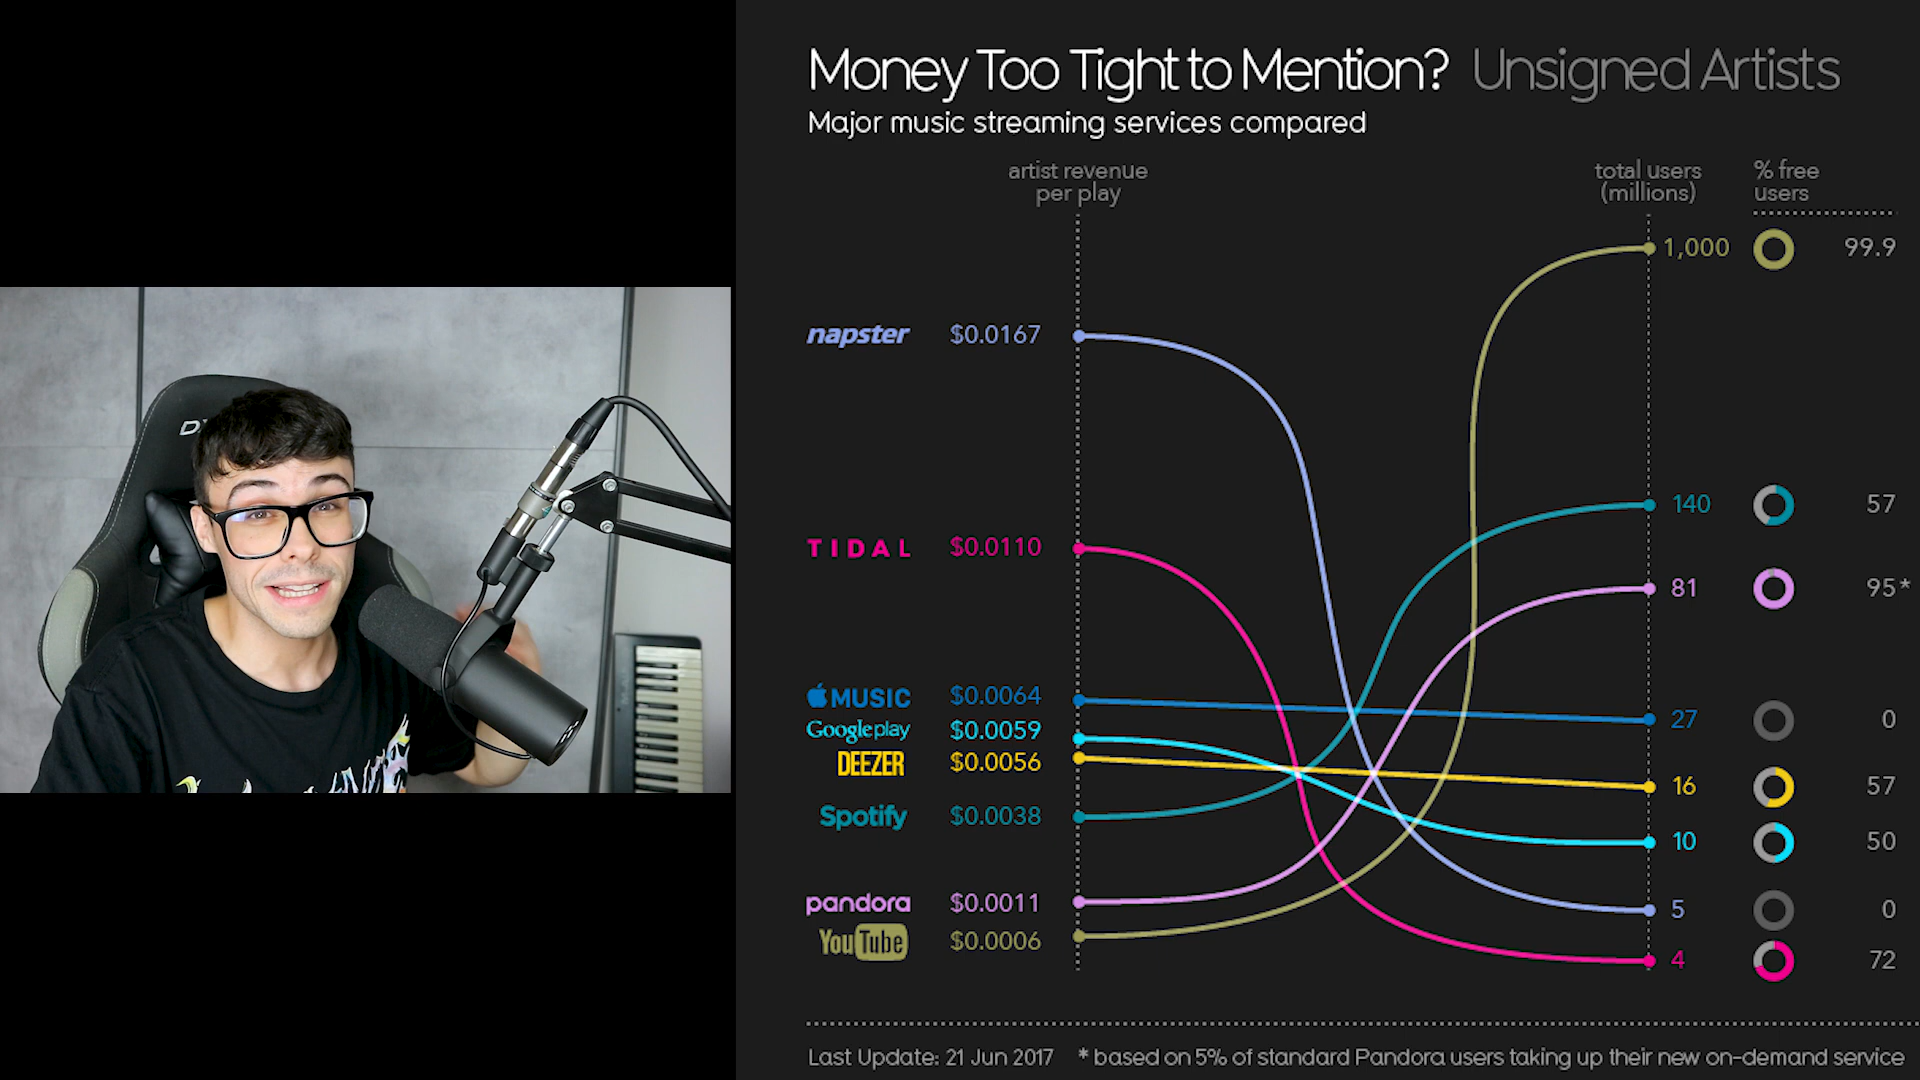 Money Too Tight to Mention? Unsigned Artists
Major music streaming services compared
artist revenue
per play
total users
(millions)
% free
users
1,000 99.9
napster $0.0167
140 57
TIDAL $0.0110
81 95*
MUSIC $0.0064
27 0
Google play $0.0059
DEEZER $0.0056
16 57
Spotify $0.0038
10 50
pandora $0.0011
5 0
YouTube $0.0006
4 72
Last Update: 21 Jun 2017 * based on 5% of standard Pandora users taking up their new on-demand service